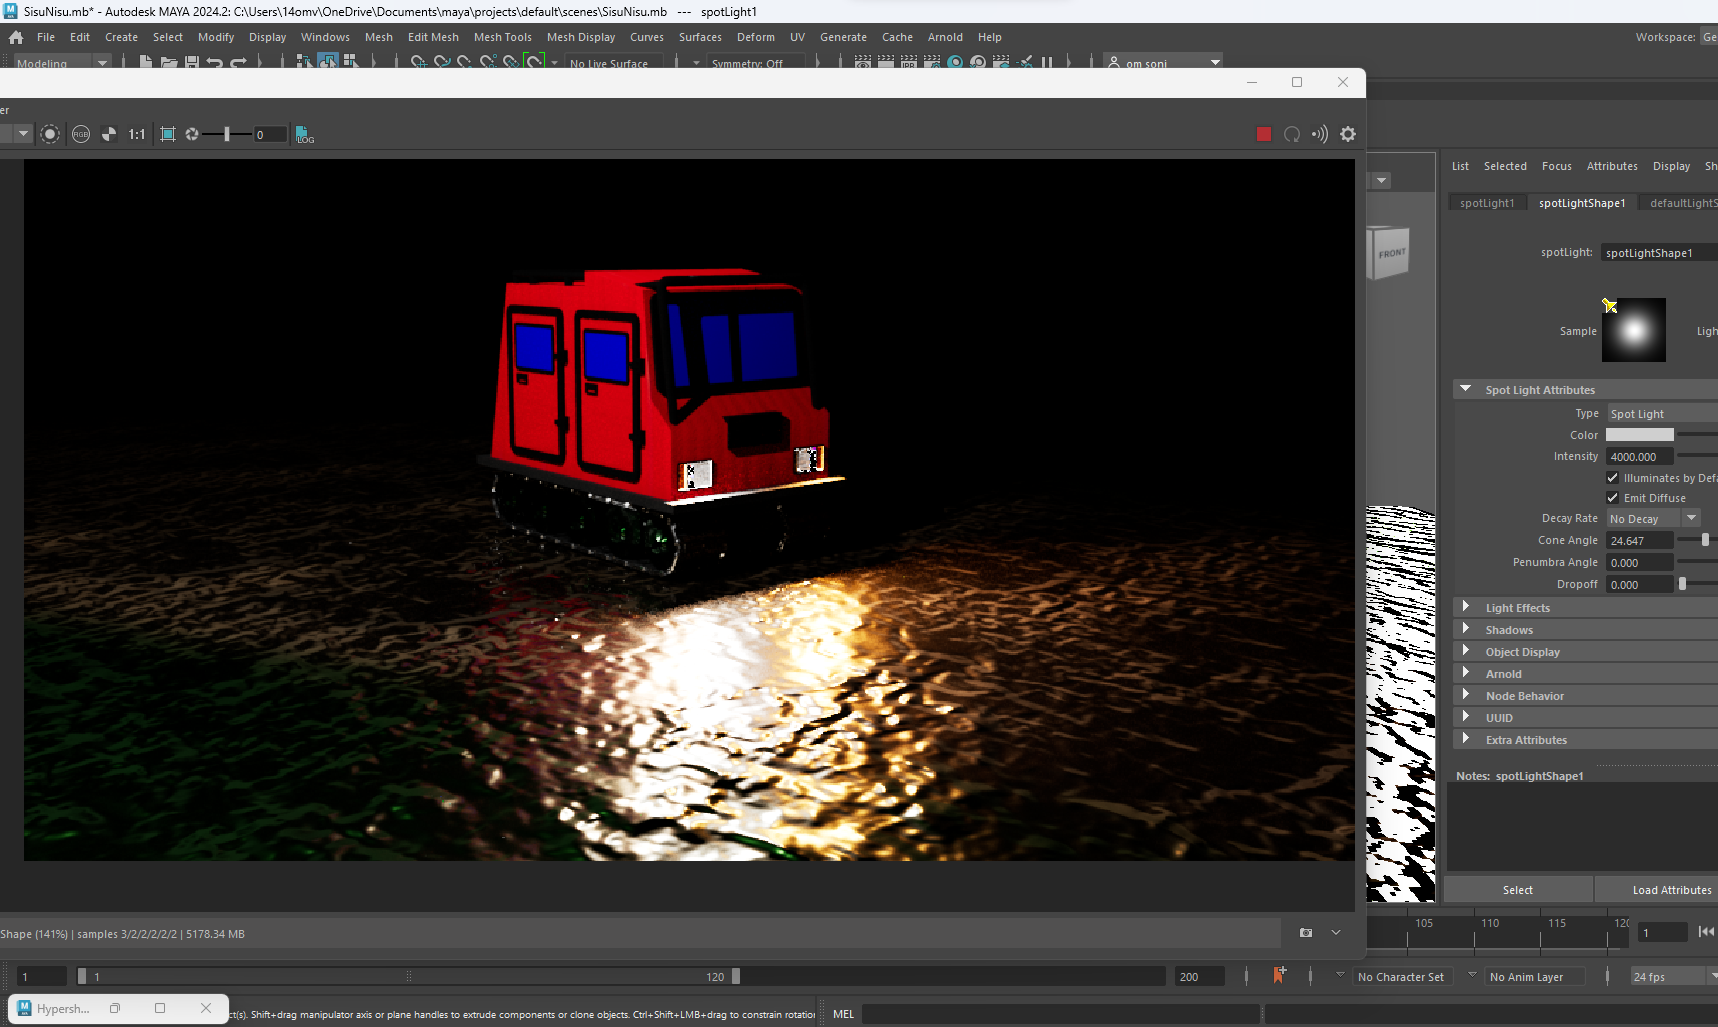 SisuNisu.mb* - Autodesk MAYA 2024.2: C:\Users\14omv\OneDrive\Documents\maya\projects\default\scenes\SisuNisu.mb --- spotLight1
File Edit Create Select Modify Display Windows Mesh Edit Mesh Mesh Tools Mesh Display Curves Surfaces Deform UV Generate Cache Arnold Help
Workspace: Ge
Modeling No Live Surface Symmetry: Off om soni
er
RGB 1:1 0 LOG
List Selected Focus Attributes Display Sh
spotLight1 spotLightShape1 defaultLightS
FRONT
spotLight: spotLightShape1
Sample Ligh
Spot Light Attributes
Type Spot Light
Color
Intensity 4000.000
Illuminates by Defa
Emit Diffuse
Decay Rate No Decay
Cone Angle 24.647
Penumbra Angle 0.000
Dropoff 0.000
Light Effects
Shadows
Object Display
Arnold
Node Behavior
UUID
Extra Attributes
Notes: spotLightShape1
Select Load Attributes
Shape (141%) | samples 3/2/2/2/2/2 | 5178.34 MB
105 110 115 120
1
1 1 120 200 No Character Set No Anim Layer 24 fps
Hypersh...
ct(s). Shift+drag manipulator axis or plane handles to extrude components or clone objects. Ctrl+Shift+LMB+drag to constrain rotatio
MEL